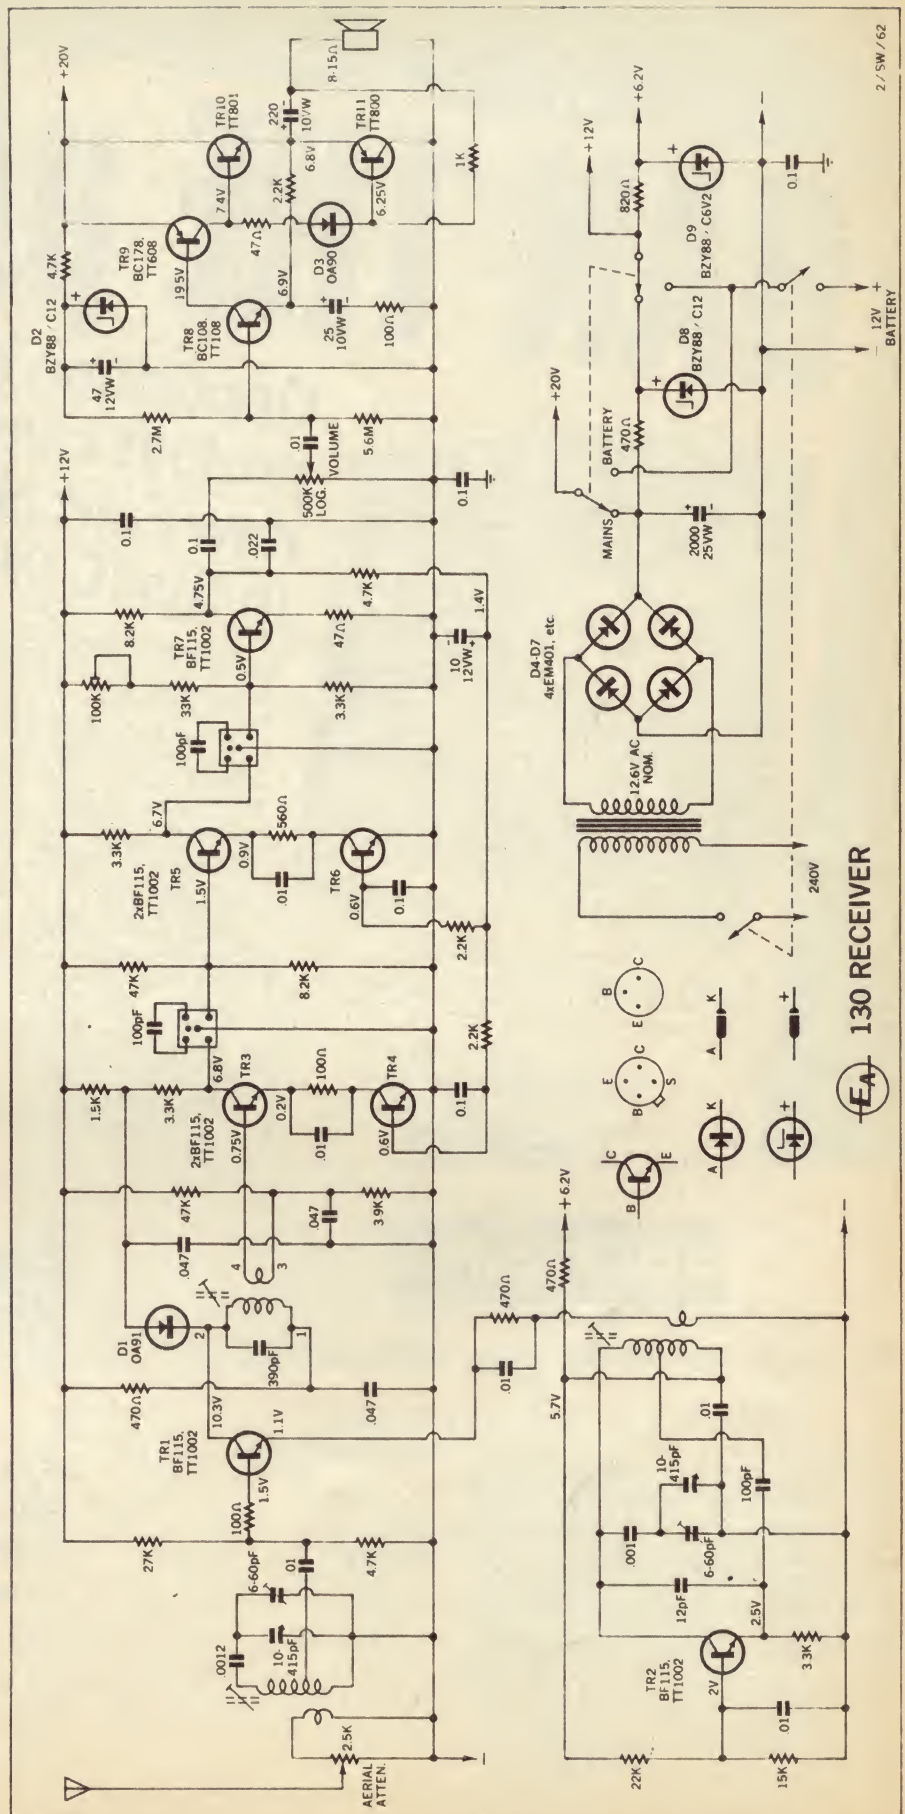 2/SW/62
+20V
4.7K
D2
BZY88/C12
47
12VW
2.7M
5.6M
.01
VOLUME
500K
LOG.
TR9
BC178,
TT608
19.5V
TR8
BC108,
TT108
6.9V
25
10VW
100Ω
TR10
TT801
7.4V
47Ω
D3
OA90
2.2K
6.8V
220
10VW
6.25V
TR11
TT800
1K
8-15Ω
+12V
0.1
0.1
.022
0.1
4.75V
4.7K
8.2K
TR7
BF115,
TT1002
0.5V
47Ω
10
12VW
1.4V
100K
33K
3.3K
100pF
3.3K
6.7V
2xBF115,
TT1002
TR5
1.5V
0.9V
560Ω
.01
TR6
0.6V
0.1
2.2K
47K
8.2K
100pF
2.2K
1.5K
3.3K
6.8V
2xBF115,
TT1002
TR3
0.75V
0.2V
100Ω
.01
TR4
0.6V
0.1
47K
3.9K
.047
.047
4
3
D1
OA91
2
1
390pF
470Ω
.047
10.3V
TR1
BF115,
TT1002
1.1V
1.5V
100Ω
27K
4.7K
.01
6-60pF
10-
415pF
.0012
2.5K
AERIAL
ATTEN.
470Ω
.01
+6.2V
470Ω
5.7V
.01
10-
415pF
100pF
.001
6-60pF
12pF
2.5V
TR2
BF115,
TT1002
2V
3.3K
.01
22K
15K
+12V
+6.2V
820Ω
D9
BZY88/C6V2
0.1
D8
BZY88/C12
12V
BATTERY
+20V
BATTERY
470Ω
MAINS
2000
25VW
D4-D7
4xEM401, etc.
12.6V AC
NOM.
240V
B
C
E
E
B
C
S
B
C
E
A
K
A
K
+
+
EA
130 RECEIVER